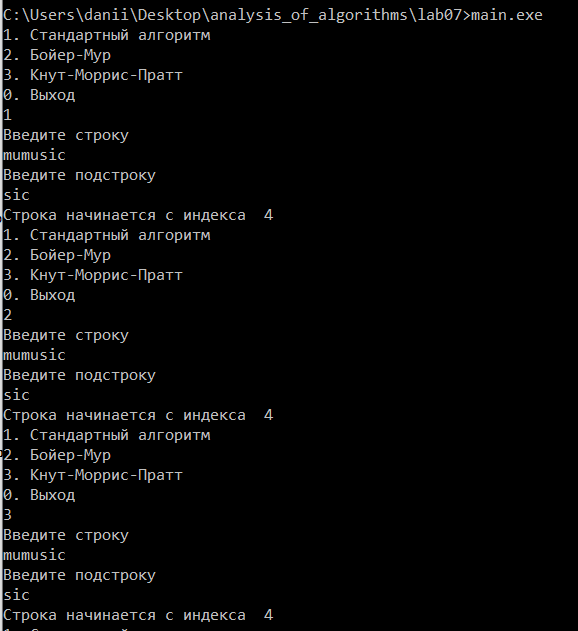 C:\Users\danii\Desktop\analysis_of_algorithms\lab07>main.exe
1. Стандартный алгоритм
2. Бойер-Мур
3. Кнут-Моррис-Пратт
0. Выход
1
Введите строку
mumusic
Введите подстроку
sic
Строка начинается с индекса  4
1. Стандартный алгоритм
2. Бойер-Мур
3. Кнут-Моррис-Пратт
0. Выход
2
Введите строку
mumusic
Введите подстроку
sic
Строка начинается с индекса  4
1. Стандартный алгоритм
2. Бойер-Мур
3. Кнут-Моррис-Пратт
0. Выход
3
Введите строку
mumusic
Введите подстроку
sic
Строка начинается с индекса  4